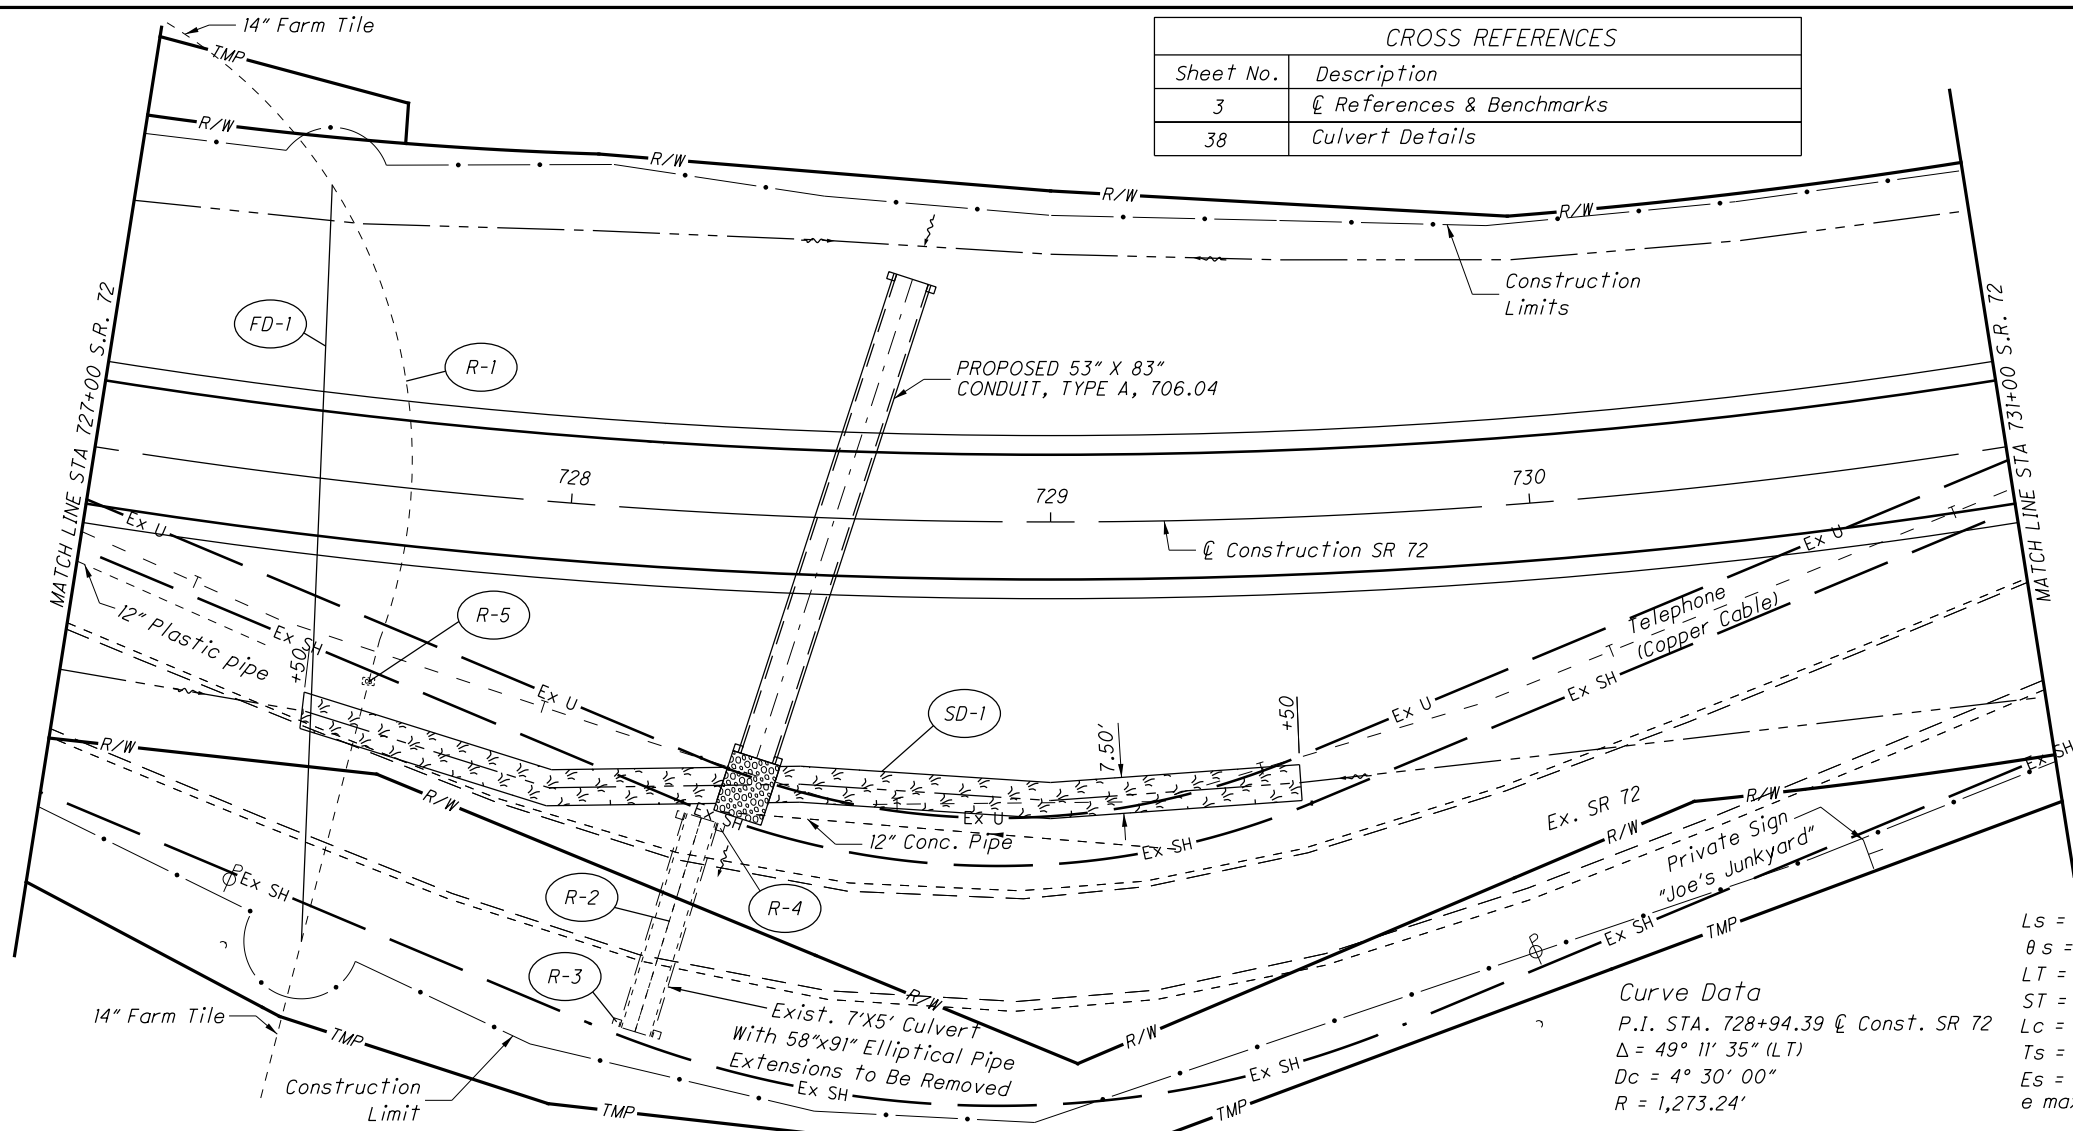 14" Farm Tile
TMP
CROSS REFERENCES
Sheet No. Description
3 ℄ References & Benchmarks
38 Culvert Details
R/W
R/W
R/W
R/W
Construction
Limits
MATCH LINE STA 727+00 S.R. 72
MATCH LINE STA 731+00 S.R. 72
FD-1
R-1
PROPOSED 53" X 83"
CONDUIT, TYPE A, 706.04
728
729
730
℄ Construction SR 72
Ex U
Ex U
T
T
12" Plastic pipe
Ex SH
+50
R-5
Telephone
(Copper Cable)
T
Ex U
T
Ex U
Ex SH
SD-1
7.50'
+50
T
R/W
R/W
Ex SH
Ex U
12" Conc. Pipe
Ex SH
Ex. SR 72
R/W
R/W
Ex SH
Private Sign
"Joe's Junkyard"
P
Ex SH
R-2
R-4
R-3
P
Ex SH
TMP
14" Farm Tile
TMP
Construction
Limit
R/W
Exist. 7'X5' Culvert
With 58"x91" Elliptical Pipe
Extensions to Be Removed
R/W
Ex SH
Ex SH
TMP
TMP
Curve Data
P.I. STA. 728+94.39 ℄ Const. SR 72
Δ = 49° 11' 35" (LT)
Dc = 4° 30' 00"
R = 1,273.24'
Ls =
θs =
LT =
ST =
Lc =
Ts =
Es =
e max